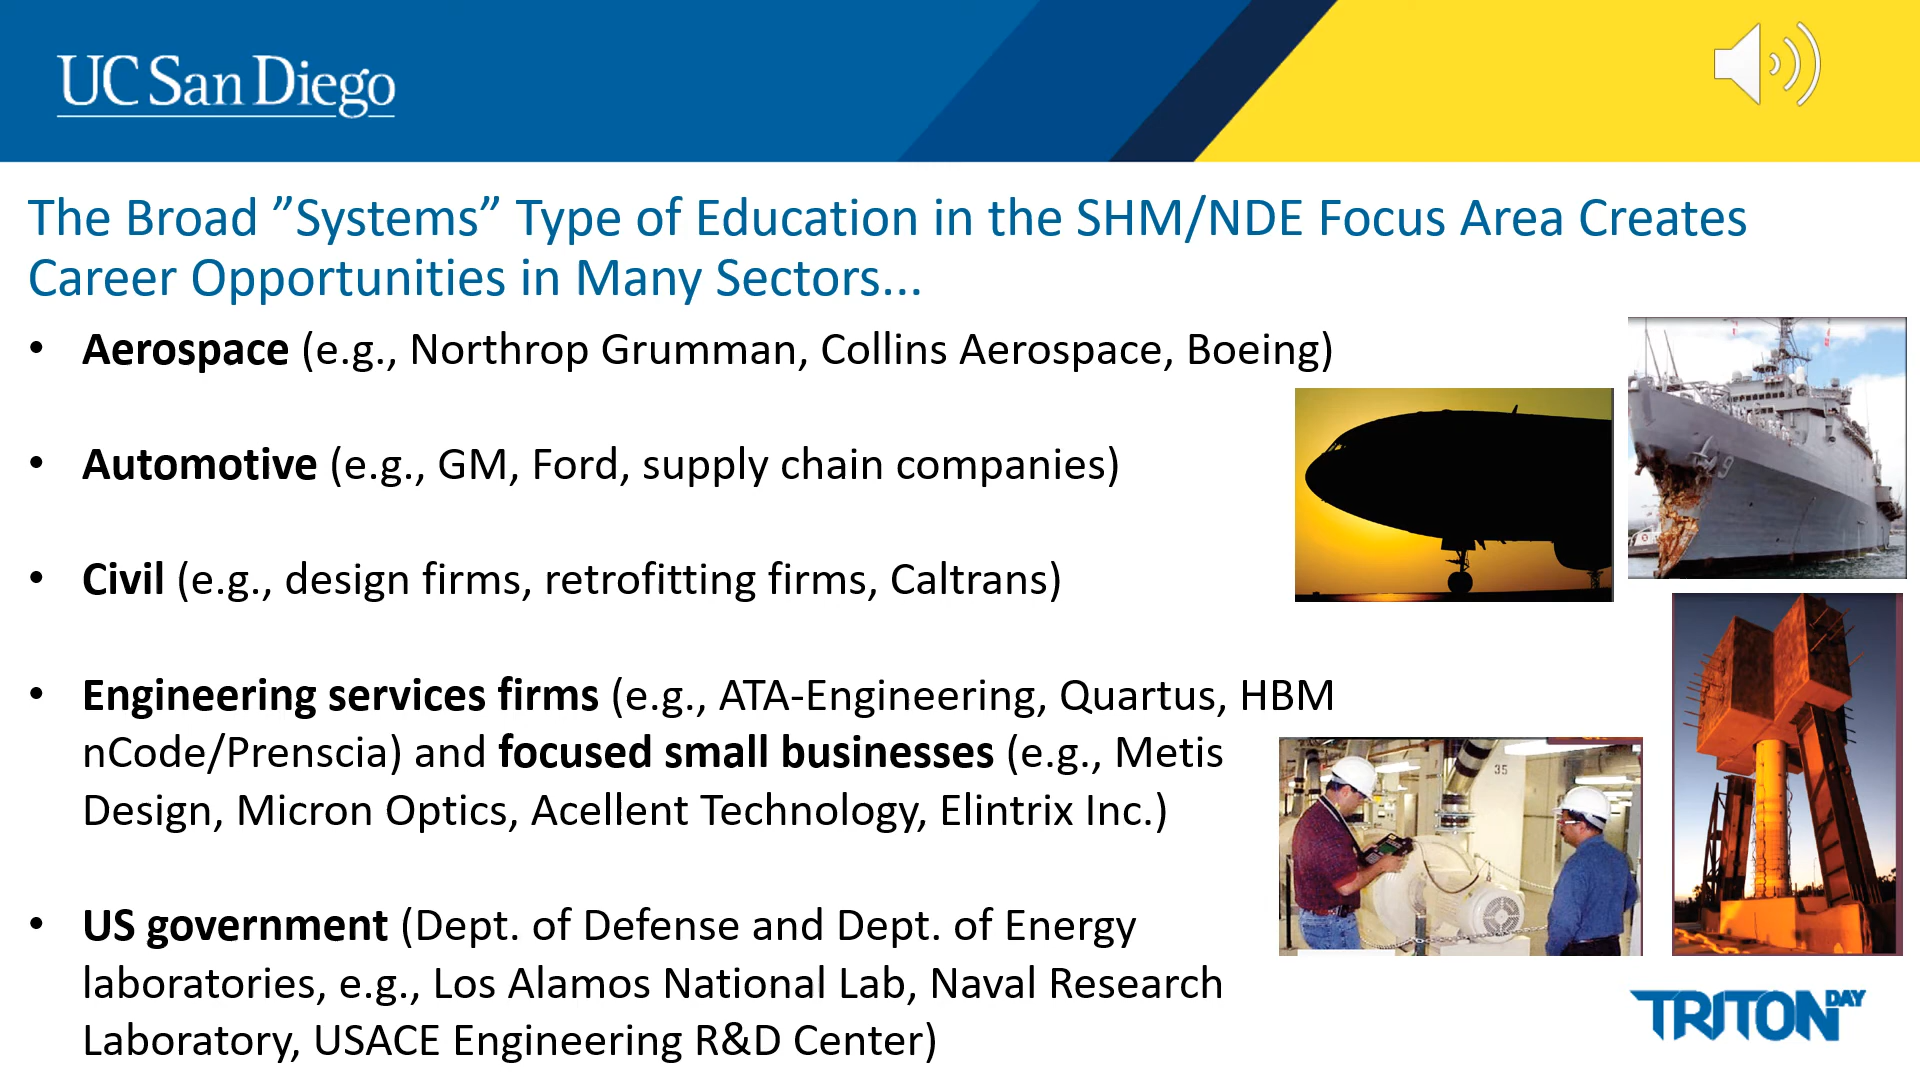 UC San Diego
The Broad ”Systems” Type of Education in the SHM/NDE Focus Area Creates
Career Opportunities in Many Sectors...
• Aerospace (e.g., Northrop Grumman, Collins Aerospace, Boeing)
• Automotive (e.g., GM, Ford, supply chain companies)
• Civil (e.g., design firms, retrofitting firms, Caltrans)
• Engineering services firms (e.g., ATA-Engineering, Quartus, HBM
nCode/Prenscia) and focused small businesses (e.g., Metis
Design, Micron Optics, Acellent Technology, Elintrix Inc.)
• US government (Dept. of Defense and Dept. of Energy
laboratories, e.g., Los Alamos National Lab, Naval Research
Laboratory, USACE Engineering R&D Center)
9
35
TRITON DAY